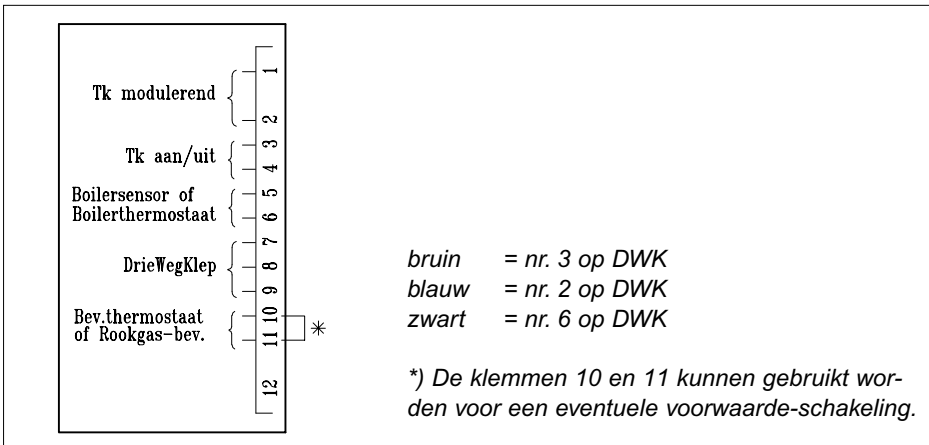 1
Tk modulerend
2
3
Tk aan/uit
4
Boilersensor of
5
Boilerthermostaat
6
7
DrieWegKlep
8
9
Bev.thermostaat
10
of Rookgas-bev.
11
*
12
bruin = nr. 3 op DWK
blauw = nr. 2 op DWK
zwart = nr. 6 op DWK
*) De klemmen 10 en 11 kunnen gebruikt wor-
den voor een eventuele voorwaarde-schakeling.